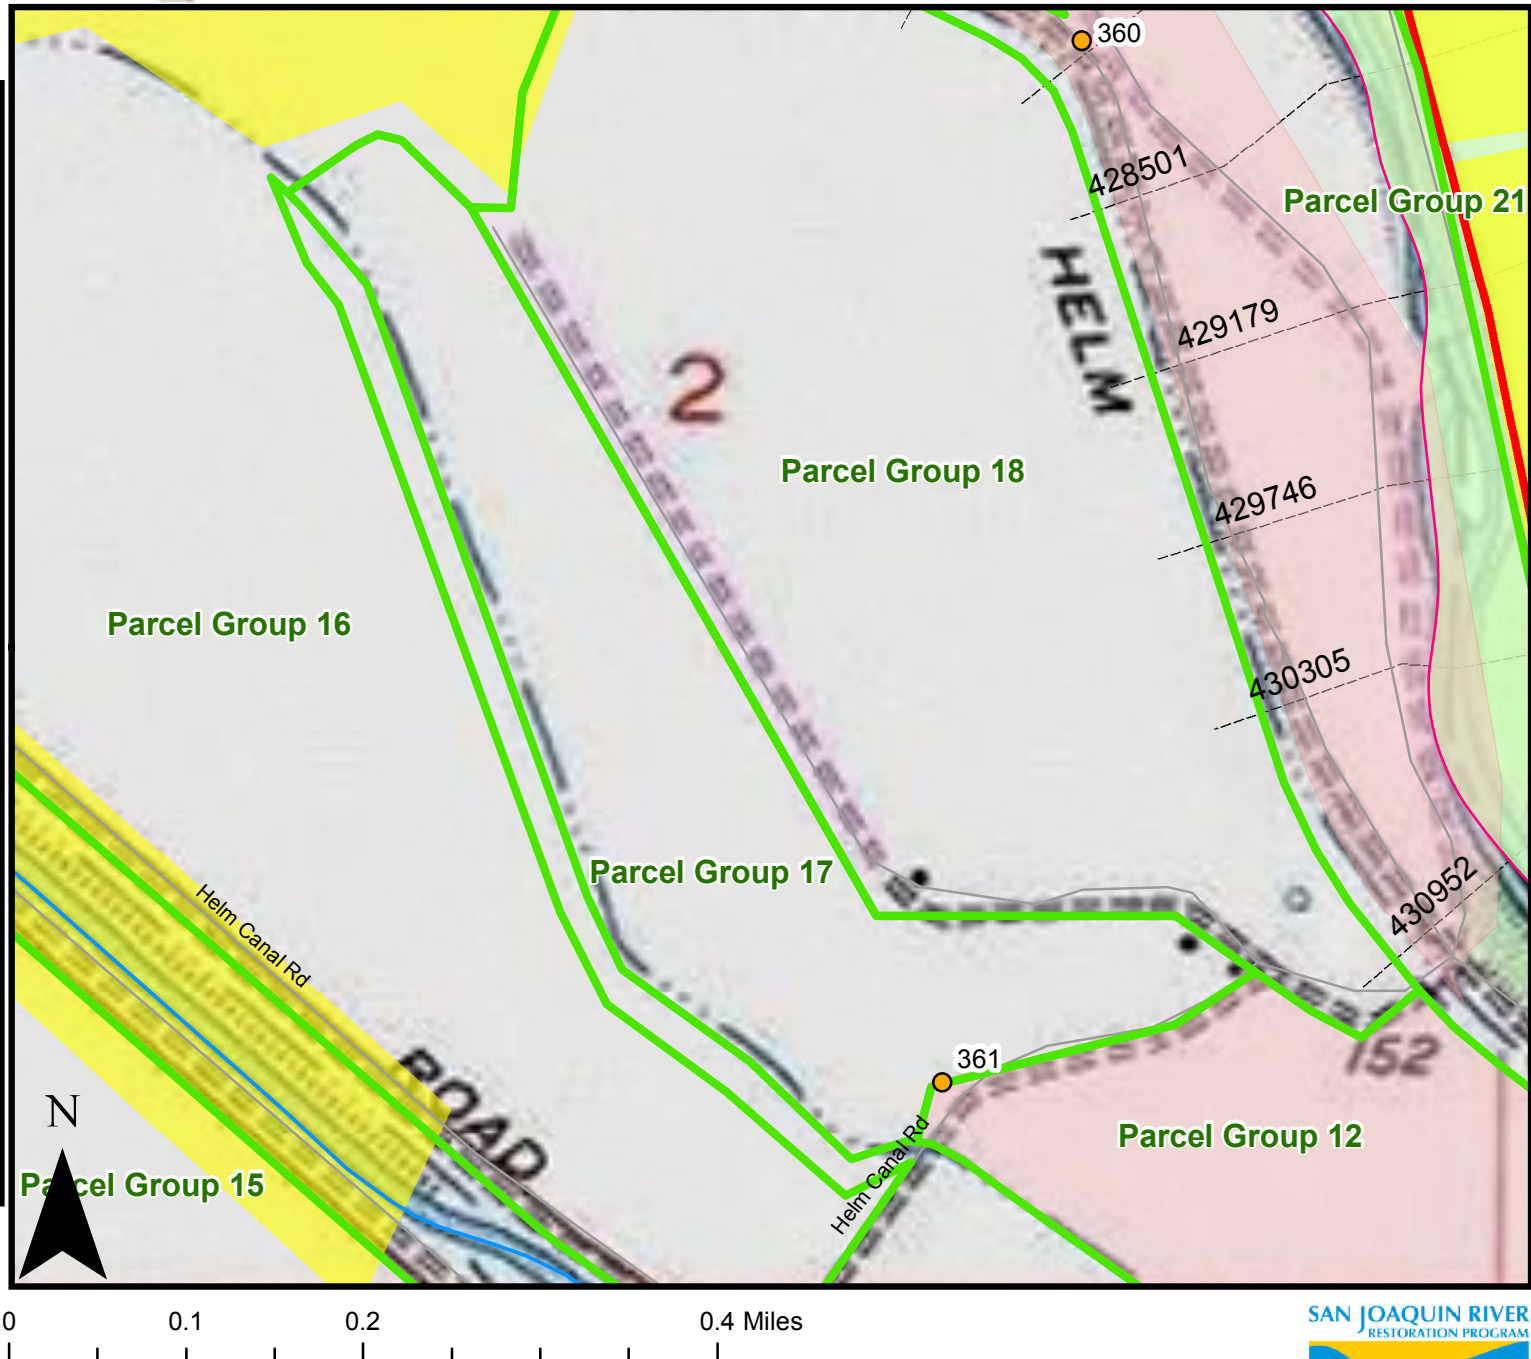 360
428501
Parcel Group 21
HELM
429179
2
Parcel Group 18
429746
Parcel Group 16
430305
Parcel Group 17
430952
Helm Canal Rd
361
152
ROAD
Parcel Group 12
N
Helm Canal Rd
Parcel Group 15
0 0.1 0.2 0.4 Miles
SAN JOAQUIN RIVER
RESTORATION PROGRAM